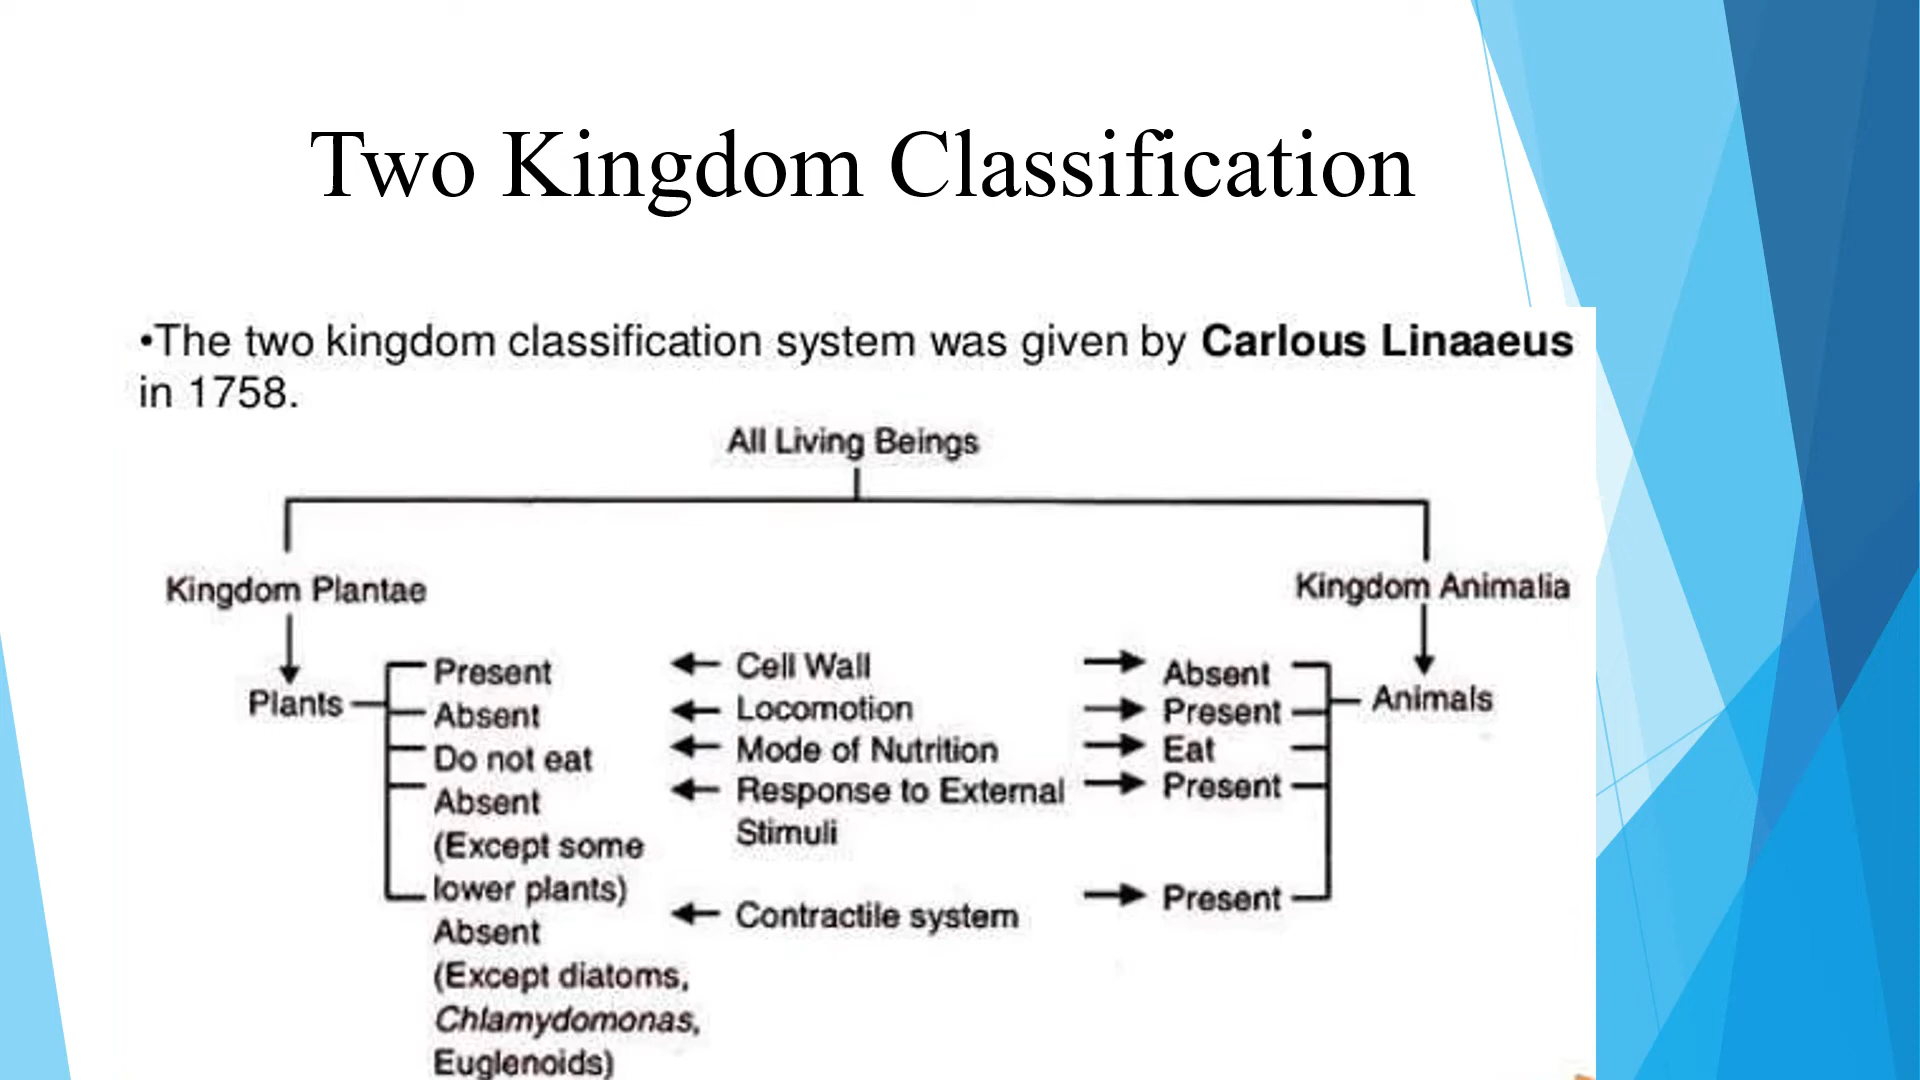 Two Kingdom Classification
•The two kingdom classification system was given by Carlous Linaaeus
in 1758.
All Living Beings
Kingdom Plantae
Kingdom Animalia
Plants
Present
Cell Wall
Absent
Animals
Absent
Locomotion
Present
Do not eat
Mode of Nutrition
Eat
Absent
(Except some
lower plants)
Response to External
Stimuli
Present
Absent
(Except diatoms,
Chlamydomonas,
Euglenoids)
Contractile system
Present